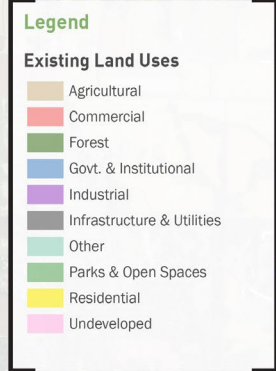 Legend
Existing Land Uses
Agricultural
Commercial
Forest
Govt. & Institutional
Industrial
Infrastructure & Utilities
Other
Parks & Open Spaces
Residential
Undeveloped